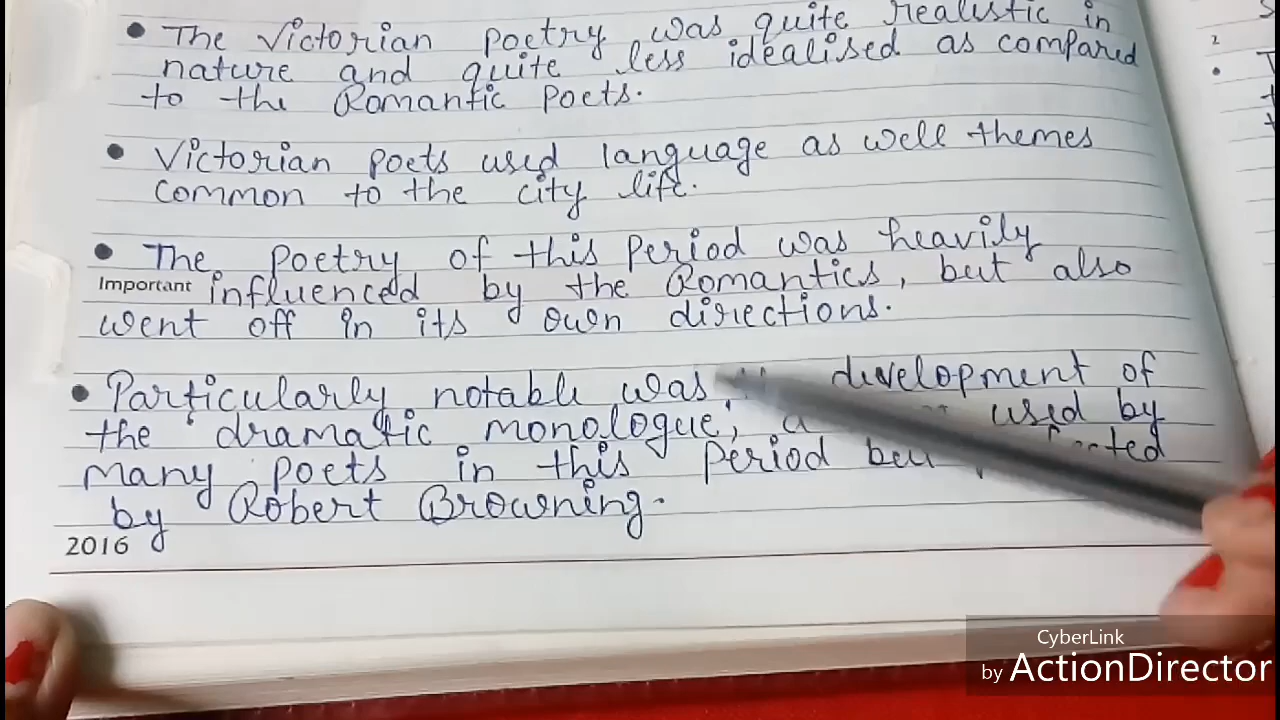 • The Victorian poetry was quite realistic in
nature and quite less idealised as compared
to the Romantic Poets.
• Victorian poets used language as well themes
common to the city life.
• The poetry of this Period was heavily
Important influenced by the Romantics, but also
went off in its own directions.
• Particularly notable was development of
the dramatic monologue, a used by
many poets in this Period but
by Robert Browning.
2016
CyberLink
by ActionDirector